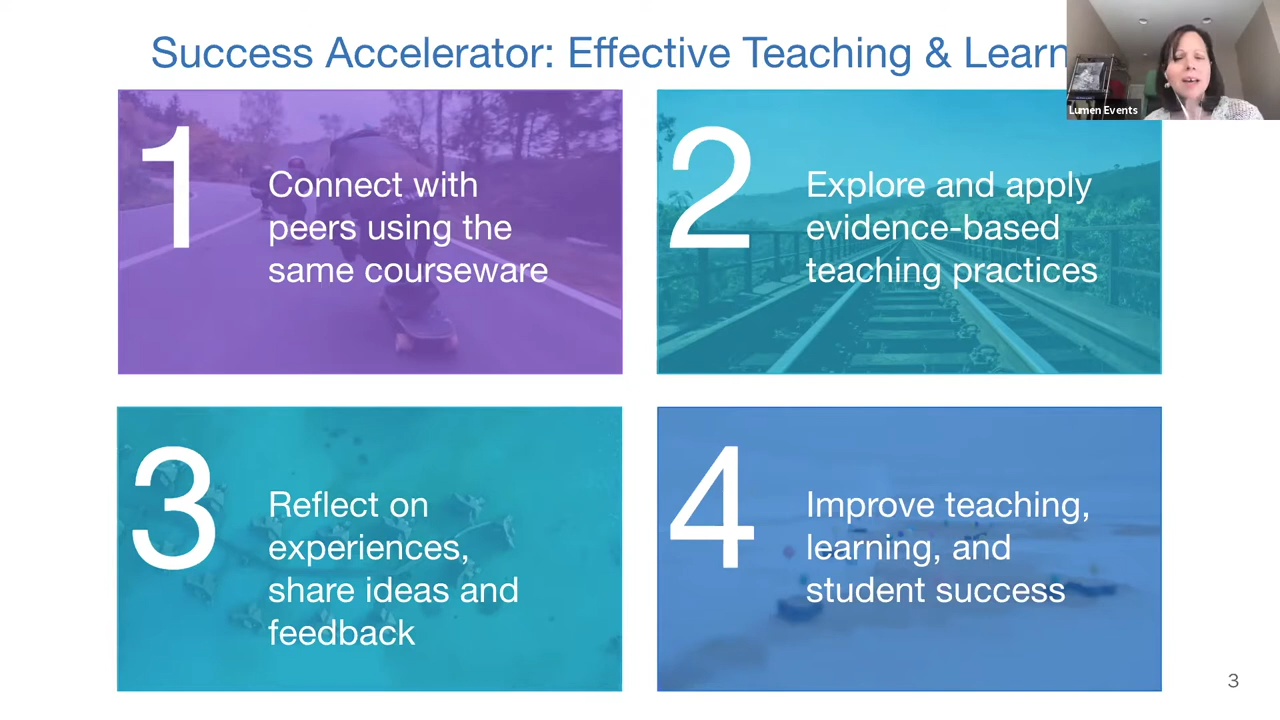 Success Accelerator: Effective Teaching & Learn
Lumen Events
1
Connect with
peers using the
same courseware
2
Explore and apply
evidence-based
teaching practices
3
Reflect on
experiences,
share ideas and
feedback
4
Improve teaching,
learning, and
student success
3